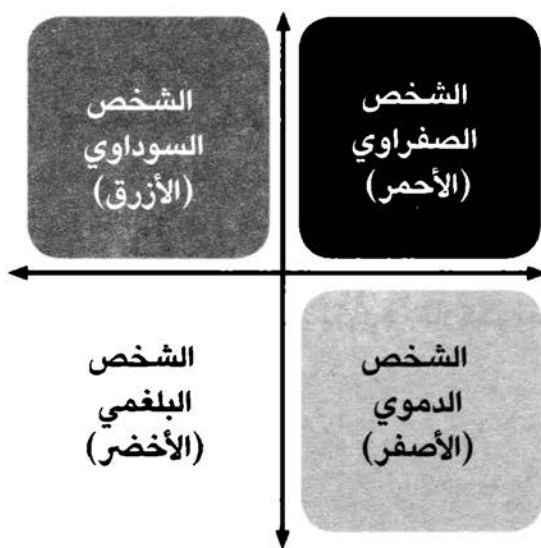 الشخص
الصفراوي
(الأحمر)
الشخص
السوداوي
(الأزرق)
الشخص
الدموي
(الأصفر)
الشخص
البلغمي
(الأخضر)